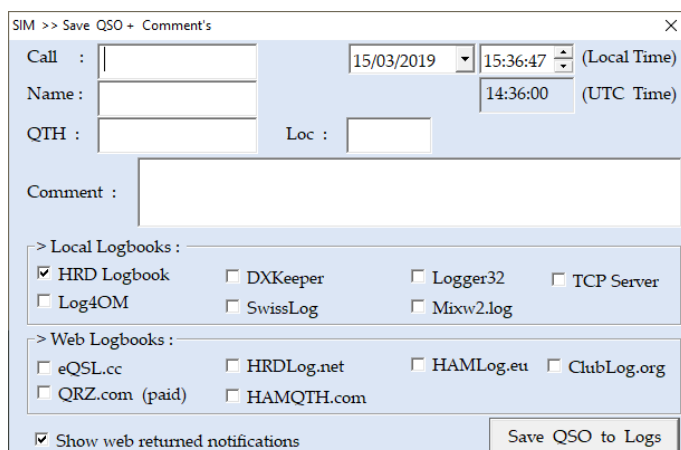 SIM >> Save QSO + Comment's
Call : 15/03/2019 15:36:47 (Local Time)
Name : 14:36:00 (UTC Time)
QTH : Loc :
Comment :
> Local Logbooks :
HRD Logbook DXKeeper Logger32 TCP Server
Log4OM SwissLog Mixw2.log
> Web Logbooks :
eQSL.cc HRDLog.net HAMLog.eu ClubLog.org
QRZ.com (paid) HAMQTH.com
Show web returned notifications Save QSO to Logs